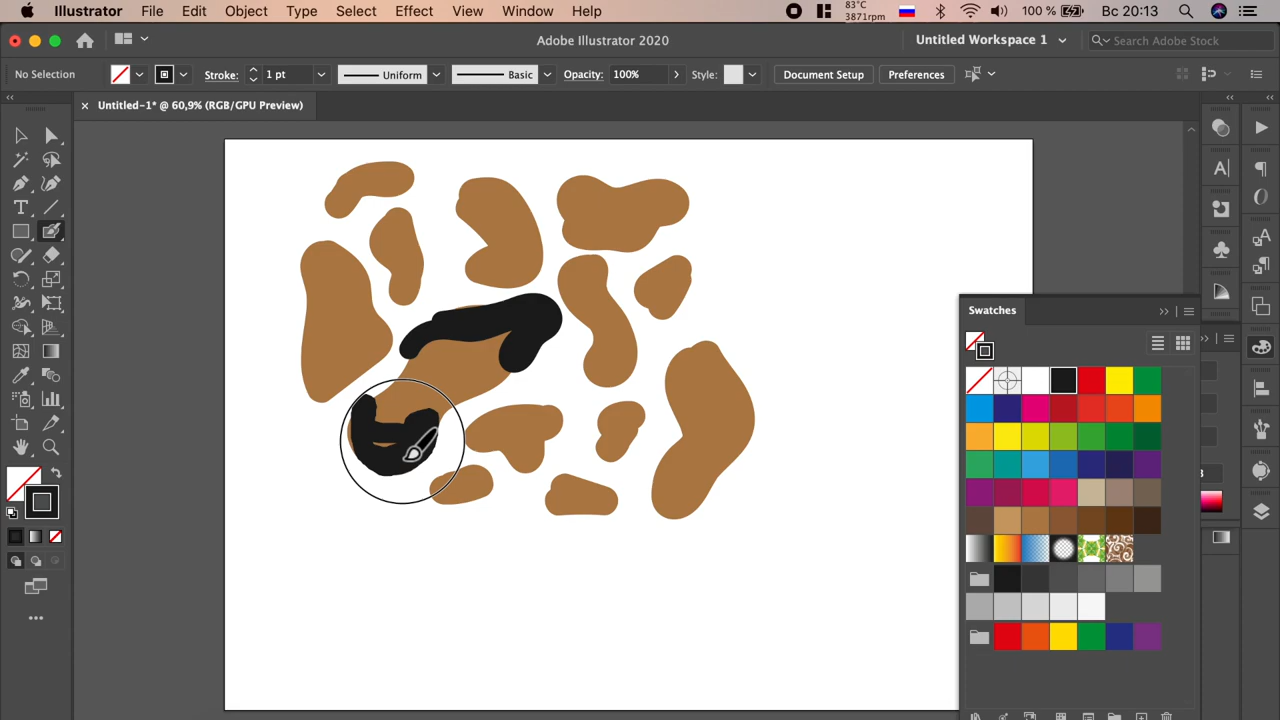 Illustrator File Edit Object Type Select Effect View Window Help
83°C
3871rpm
100 % Вс 20:13
Adobe Illustrator 2020
Untitled Workspace 1
Search Adobe Stock
No Selection
Stroke: 1 pt
Uniform
Basic
Opacity: 100%
Style:
Document Setup
Preferences
Untitled-1* @ 60,9% (RGB/GPU Preview)
Swatches